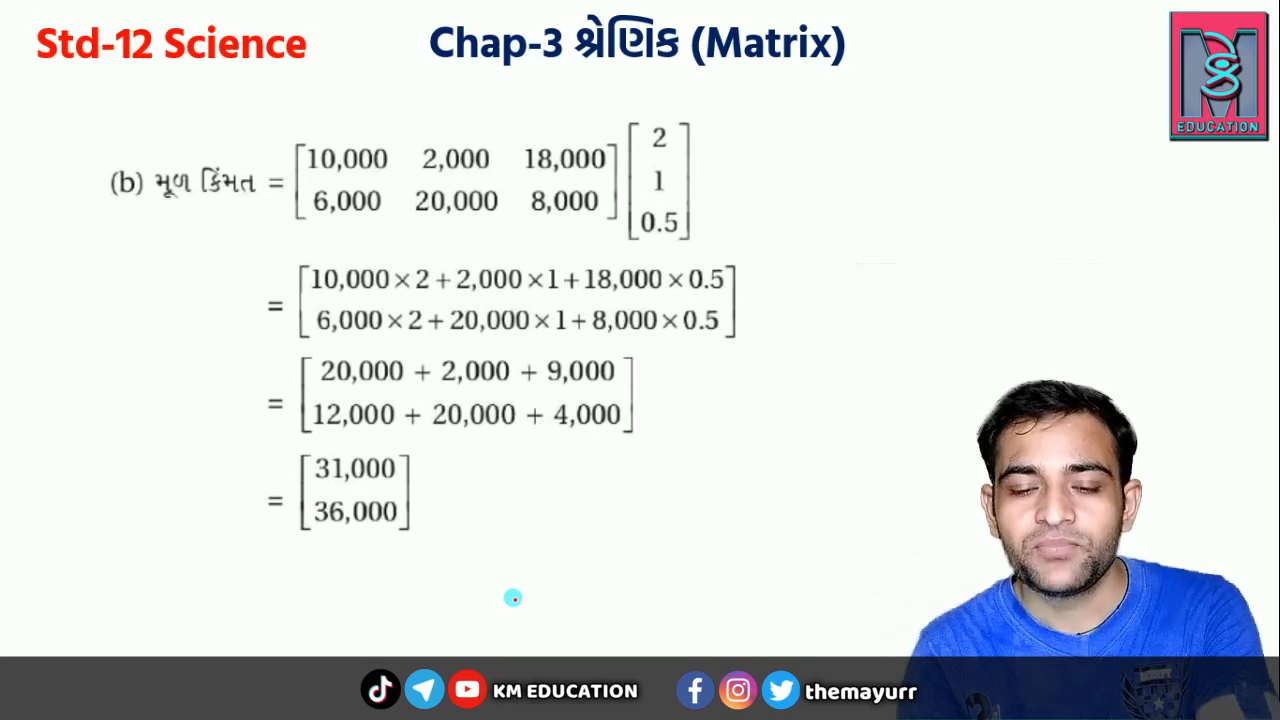 Std-12 Science
Chap-3 શ્રેણિક (Matrix)
EDUCATION
(b) મૂળ કિંમત = [10,000 2,000 18,000
6,000 20,000 8,000] [2
1
0.5]
= [10,000 × 2 + 2,000 × 1 + 18,000 × 0.5
6,000 × 2 + 20,000 × 1 + 8,000 × 0.5]
= [20,000 + 2,000 + 9,000
12,000 + 20,000 + 4,000]
= [31,000
36,000]
KM EDUCATION
themayurr